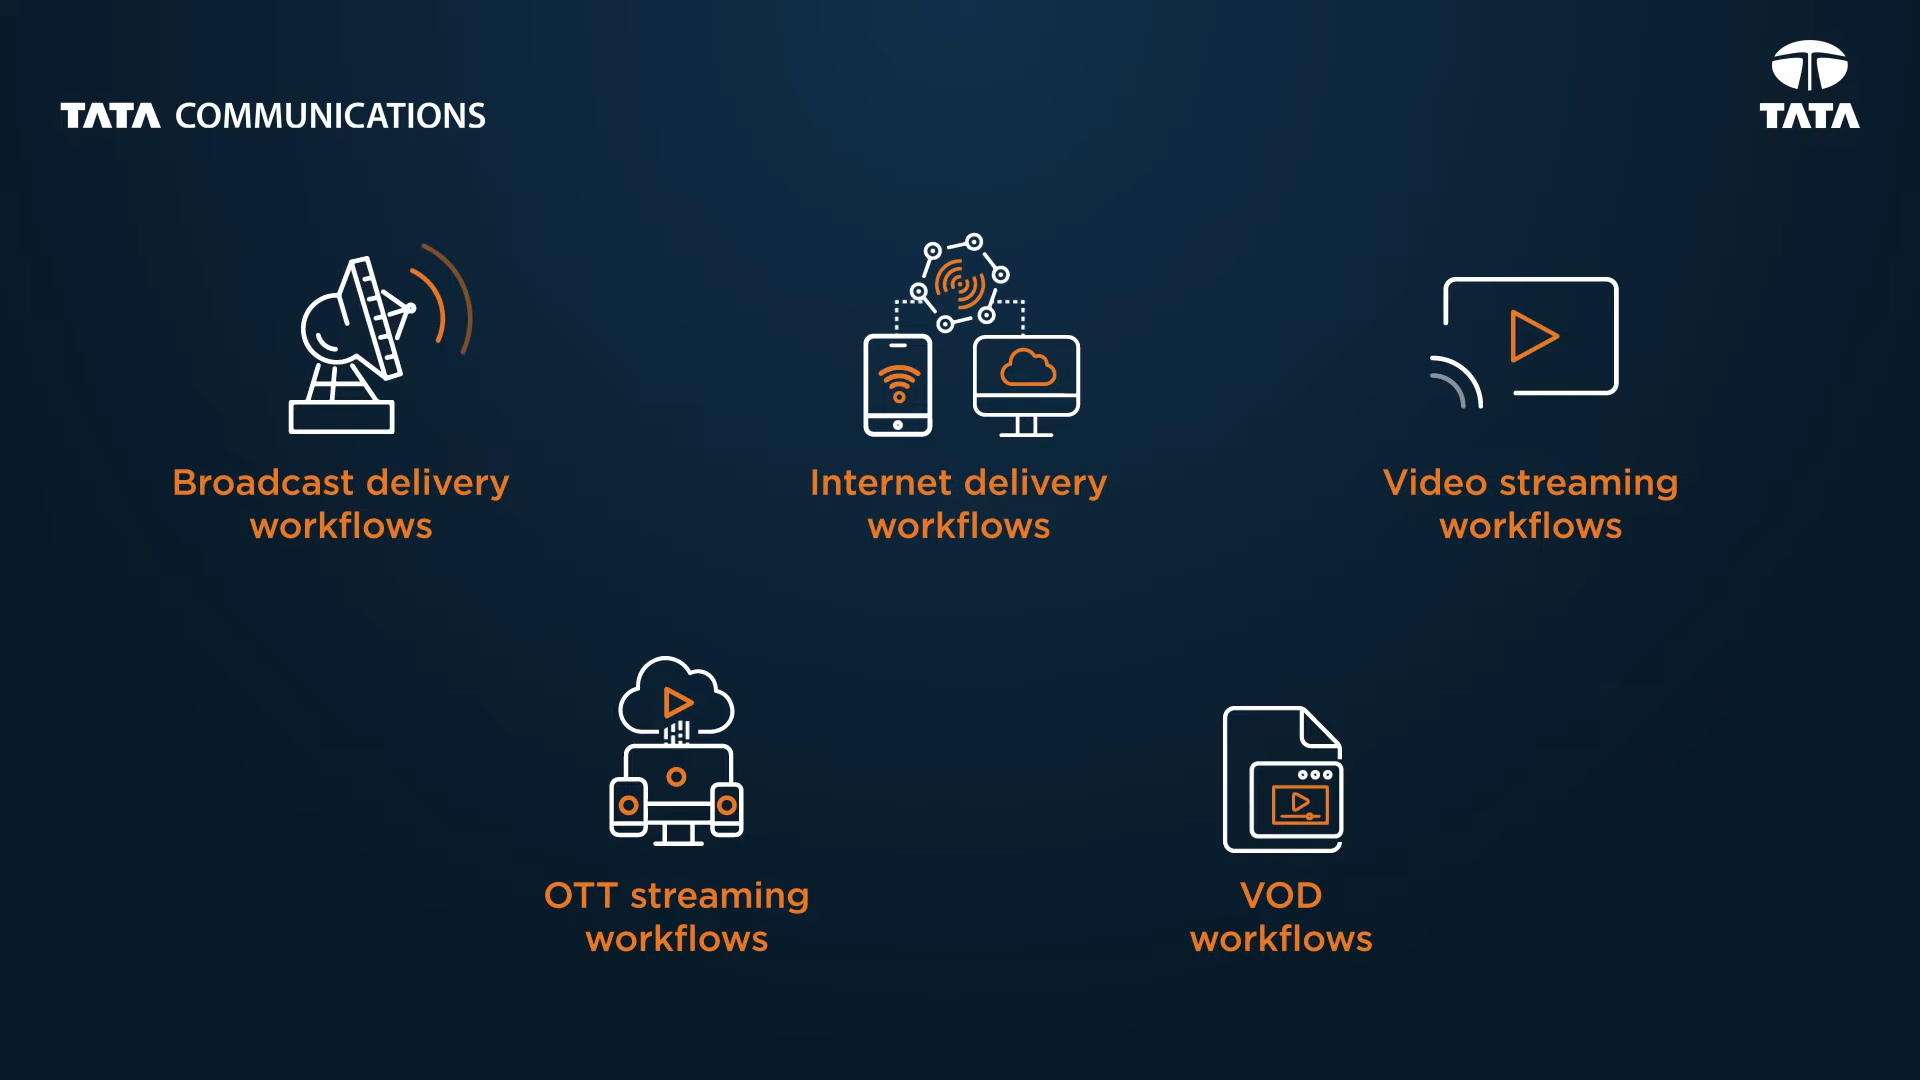 TATA COMMUNICATIONS
TATA
Broadcast delivery
workflows
Internet delivery
workflows
Video streaming
workflows
OTT streaming
workflows
VOD
workflows